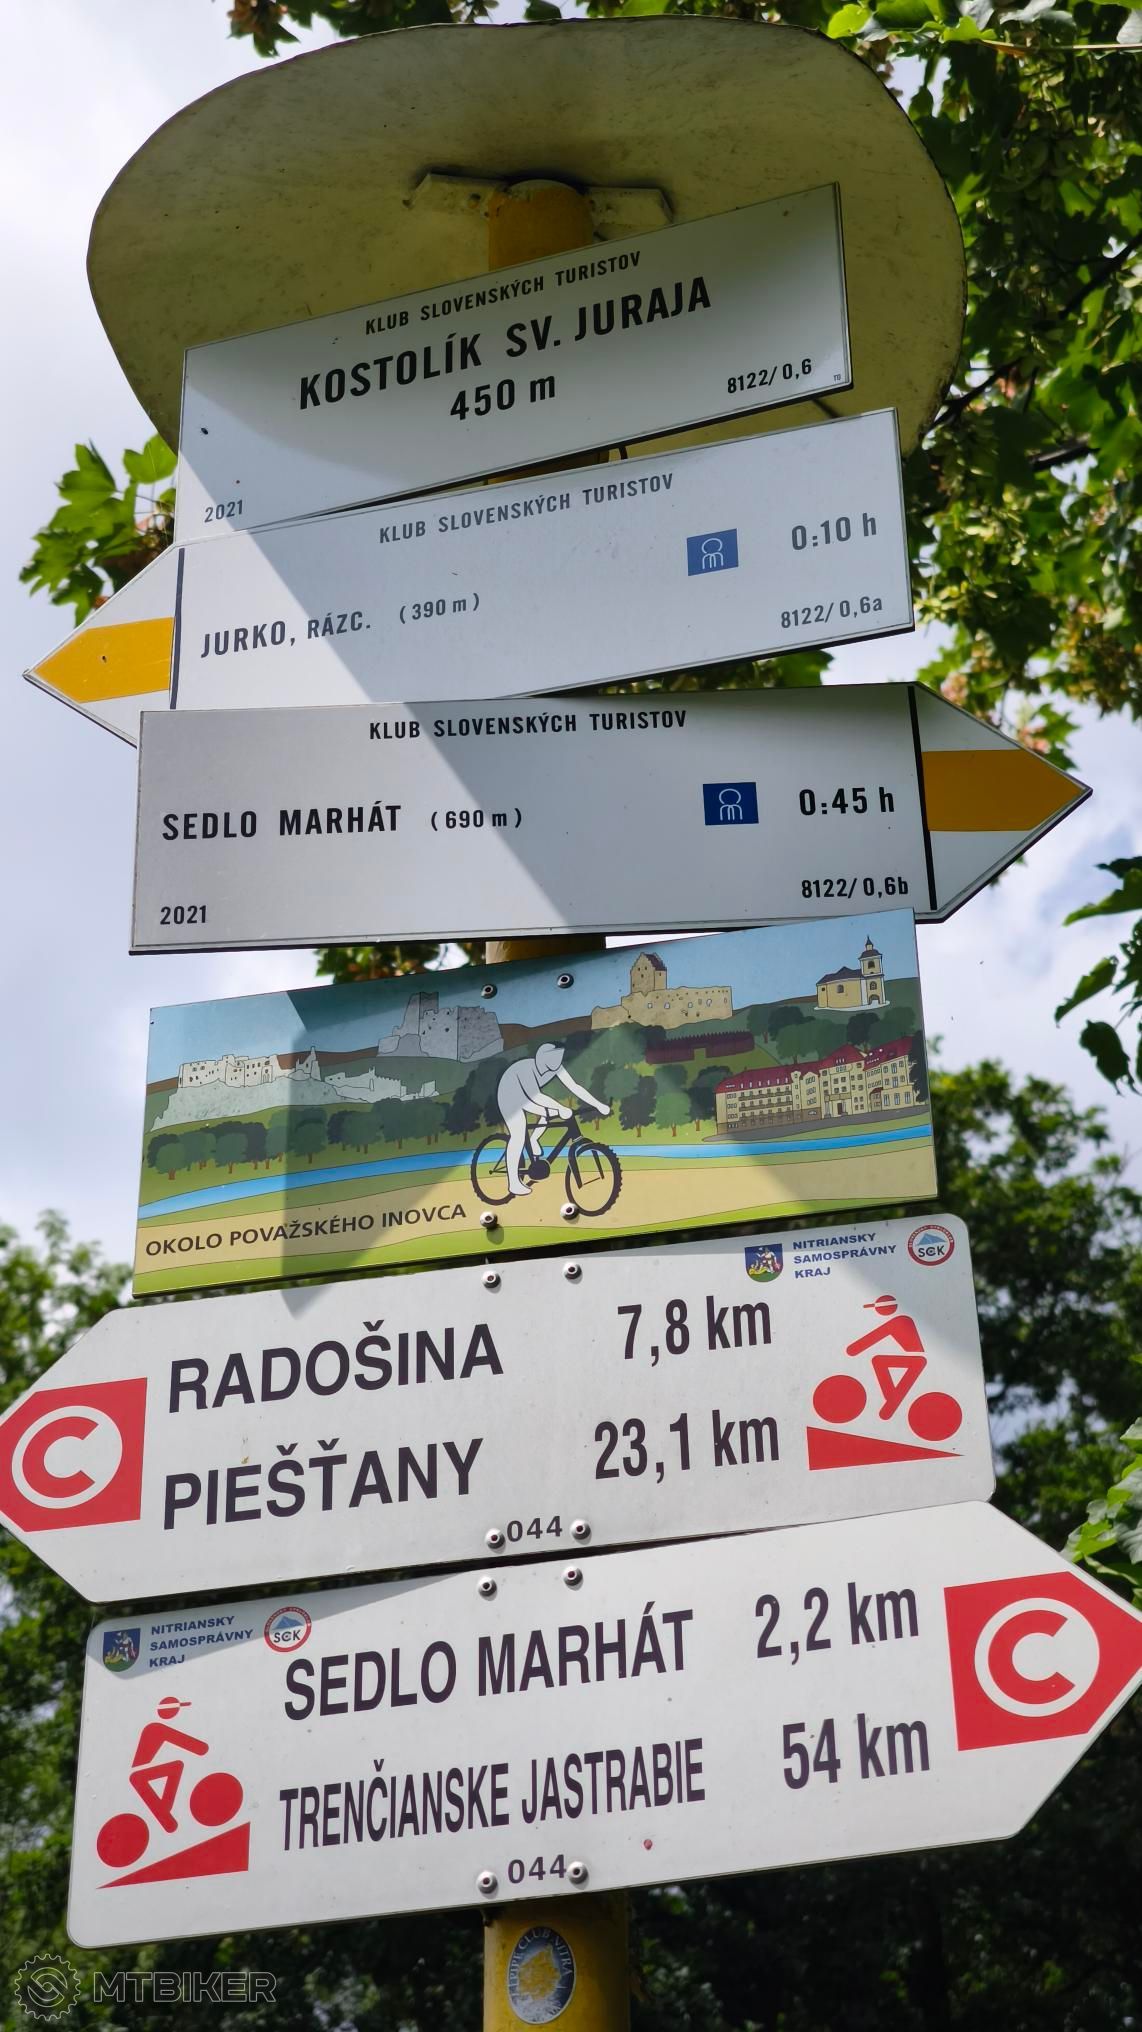 KLUB SLOVENSKÝCH TURISTOV
KOSTOLÍK SV. JURAJA
450 m
8122/0,6
2021
KLUB SLOVENSKÝCH TURISTOV
0:10 h
JURKO, RÁZC. (390 m)
8122/0,6a
KLUB SLOVENSKÝCH TURISTOV
SEDLO MARHÁT (690 m) 0:45 h
8122/0,6b
2021
OKOLO POVAŽSKÉHO INOVCA
NITRIANSKY
SAMOSPRÁVNY
KRAJ
SCK
RADOŠINA 7,8 km
PIEŠŤANY 23,1 km
C
044
NITRIANSKY
SAMOSPRÁVNY
KRAJ
SCK
SEDLO MARHÁT 2,2 km
TRENČIANSKE JASTRABIE 54 km
C
044
CLUB NITRA
MTBIKER